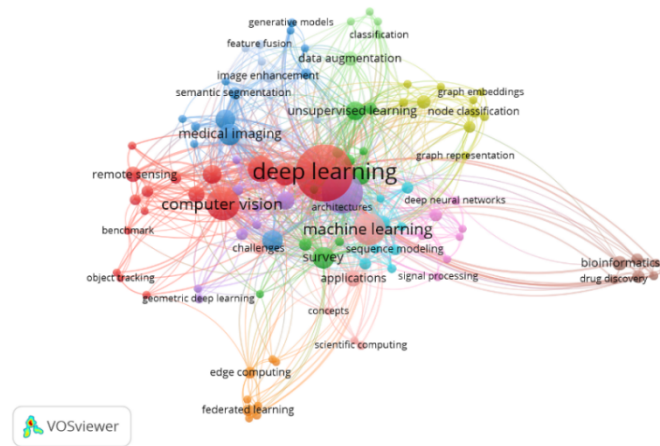 generative models
classification
feature fusion
data augmentation
image enhancement
semantic segmentation
graph embeddings
unsupervised learning
node classification
medical imaging
graph representation
deep learning
remote sensing
computer vision
architectures
deep neural networks
benchmark
machine learning
challenges
sequence modeling
survey
bioinformatics
object tracking
applications
signal processing
drug discovery
geometric deep learning
concepts
scientific computing
edge computing
federated learning
VOSviewer